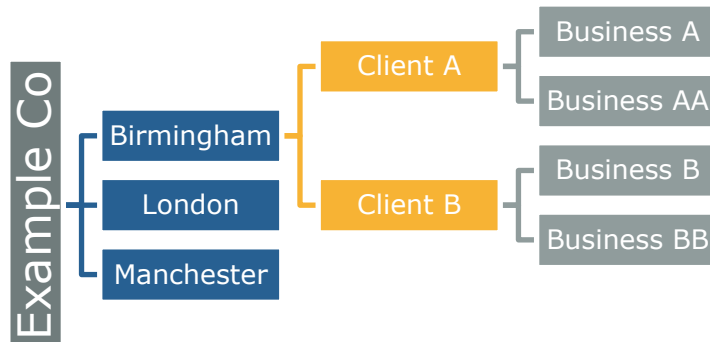 Example Co
Birmingham
London
Manchester
Client A
Client B
Business A
Business AA
Business B
Business BB